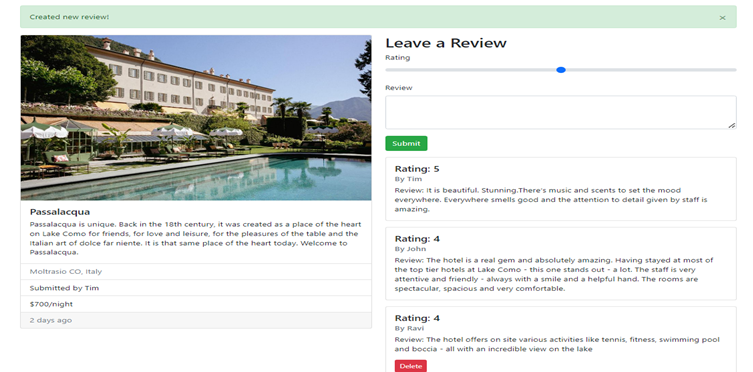 Created new review!
×
Passalacqua
Passalacqua is unique. Back in the 18th century, it was created as a place of the heart
on Lake Como for friends, for love and leisure, for the pleasures of the table and the
Italian art of dolce far niente. It is that same place of the heart today. Welcome to
Passalacqua.
Moltrasio CO, Italy
Submitted by Tim
$700/night
2 days ago
Leave a Review
Rating
Review
Submit
Rating: 5
By Tim
Review: It is beautiful. Stunning.There's music and scents to set the mood
everywhere. Everywhere smells good and the attention to detail given by staff is
amazing.
Rating: 4
By John
Review: The hotel is a real gem and absolutely amazing. Having stayed at most of
the top tier hotels at Lake Como - this one stands out - a lot. The staff is very
attentive and friendly - always with a smile and a helpful hand. The rooms are
spectacular, spacious and very comfortable.
Rating: 4
By Ravi
Review: The hotel offers on site various activities like tennis, fitness, swimming pool
and boccia - all with an incredible view on the lake
Delete